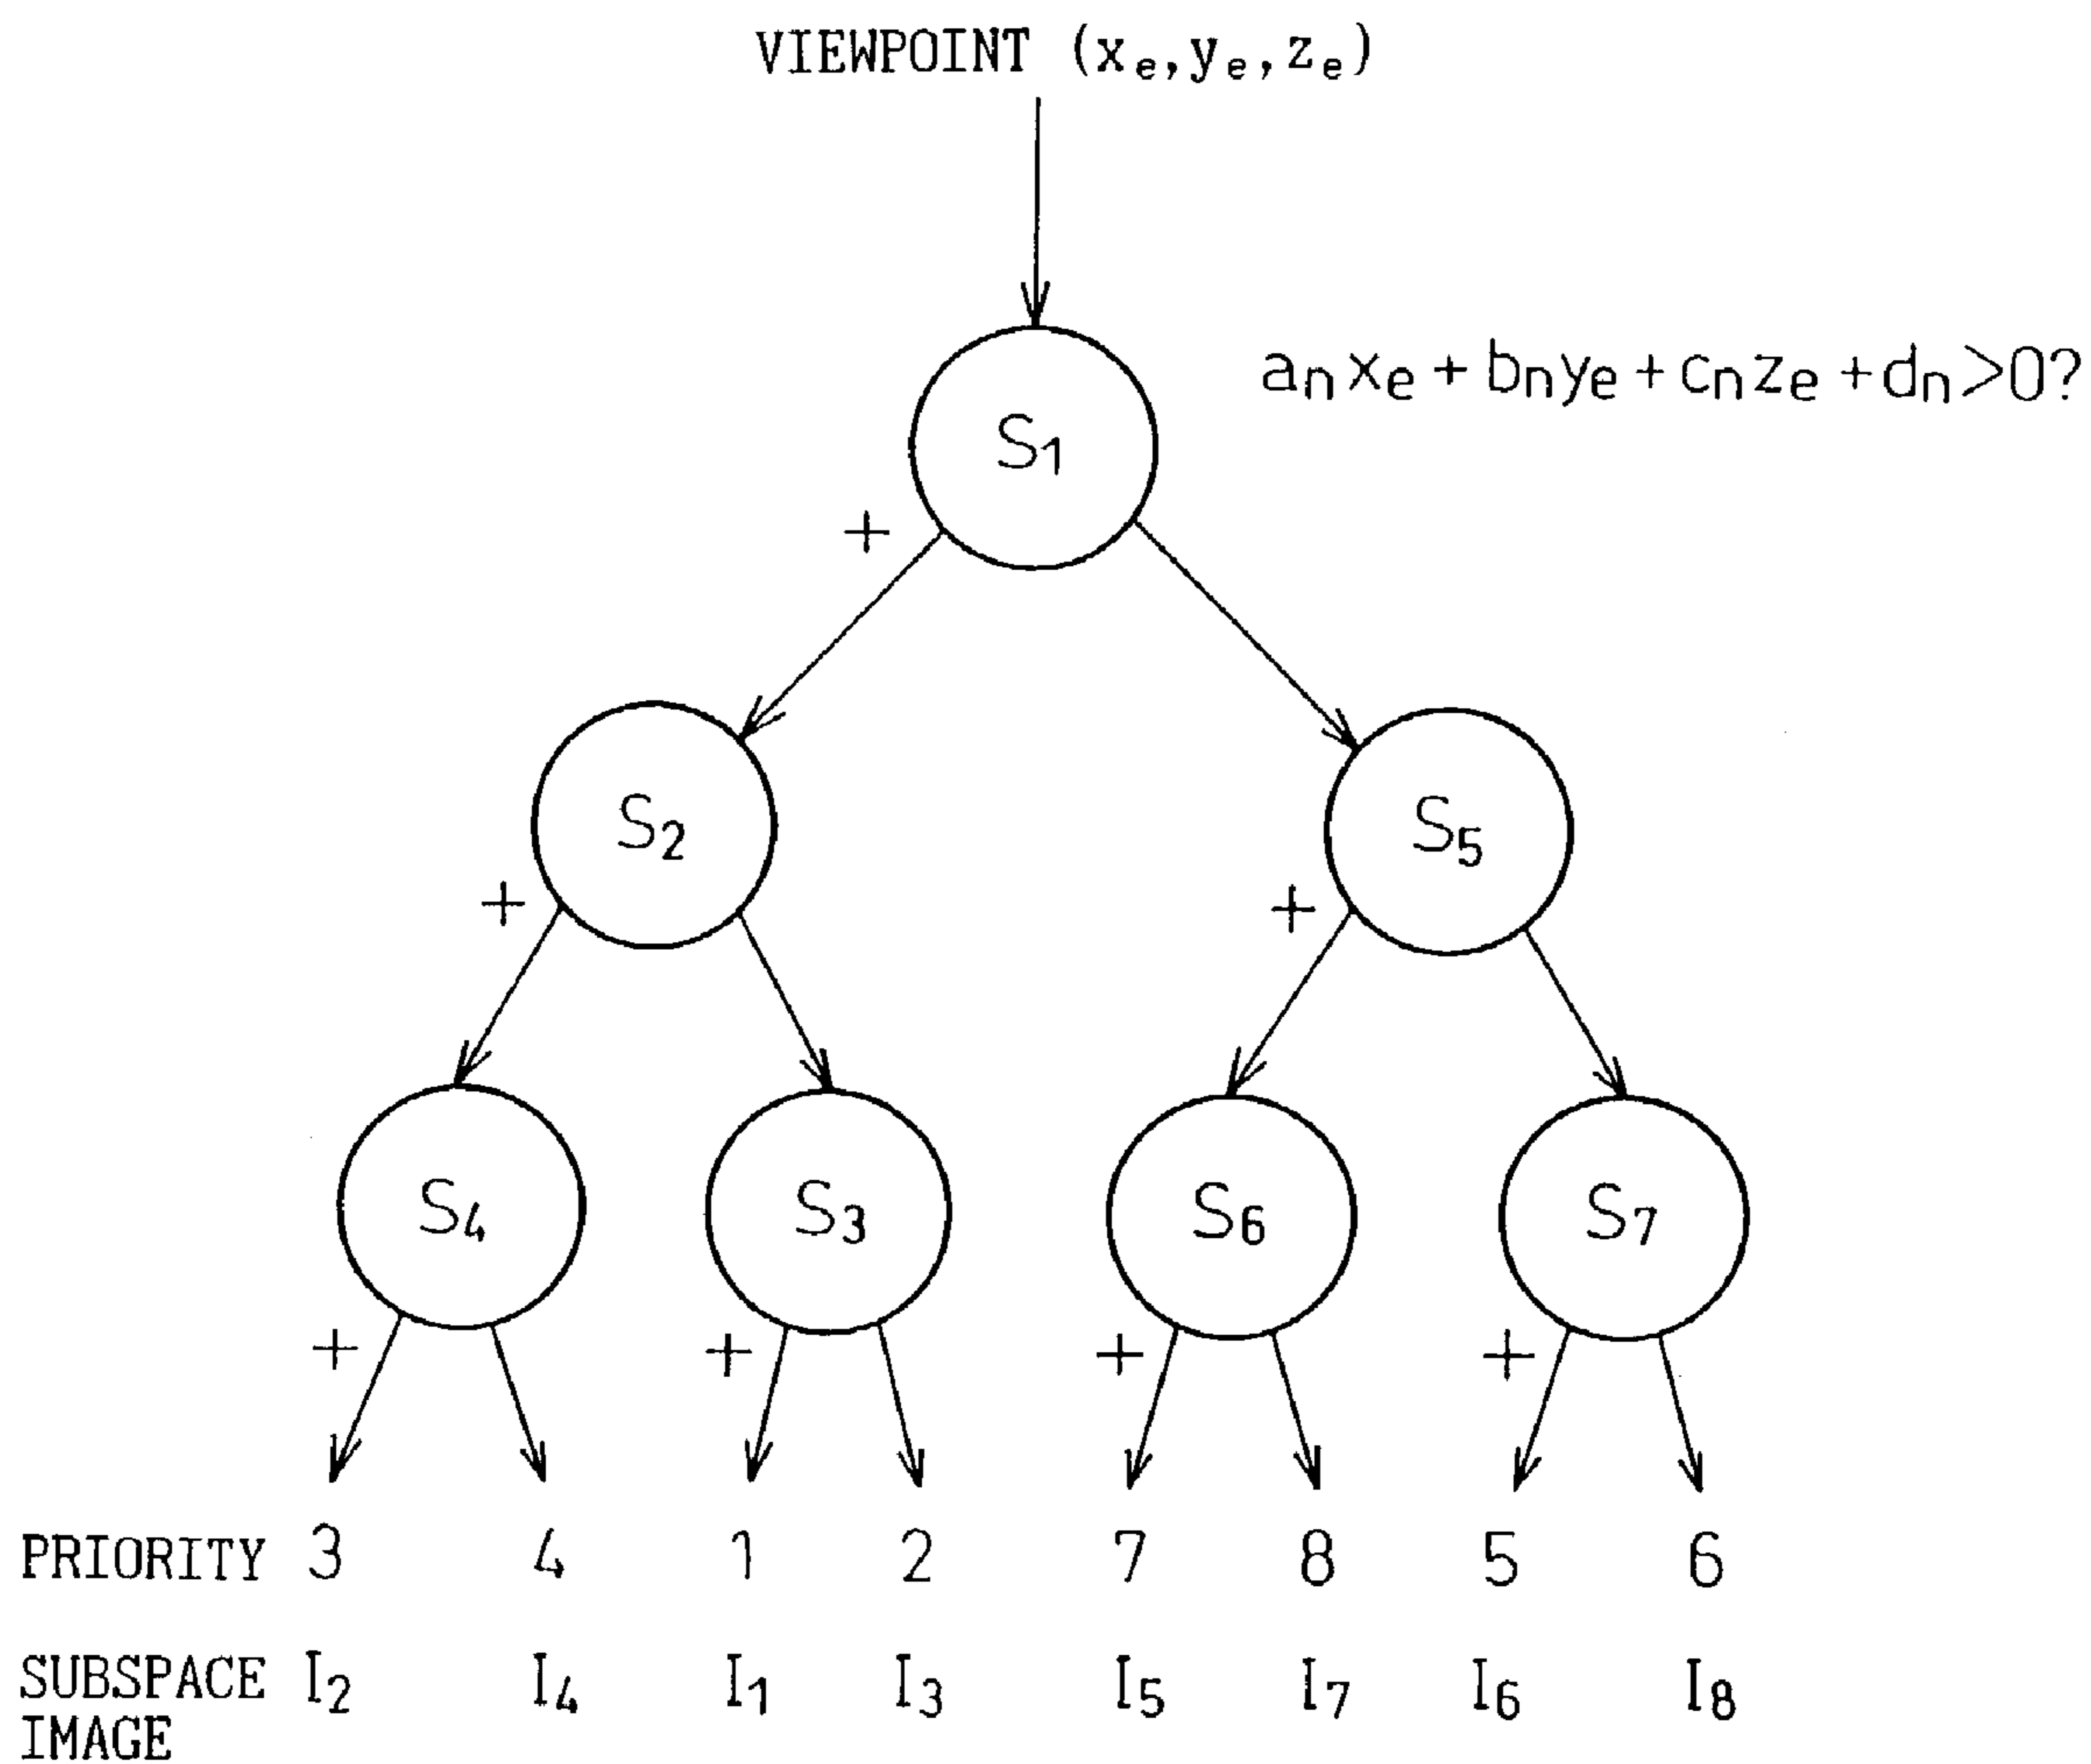 VIEWPOINT (xₑ,yₑ,zₑ)
aₙxₑ + bₙyₑ + cₙzₑ + dₙ>0?
S₁
+
S₂ S₅
+ +
S₄ S₃ S₆ S₇
+ + + +
PRIORITY 3 4 1 2 7 8 5 6
SUBSPACE I₂ I₄ I₁ I₃ I₅ I₇ I₆ I₈
IMAGE